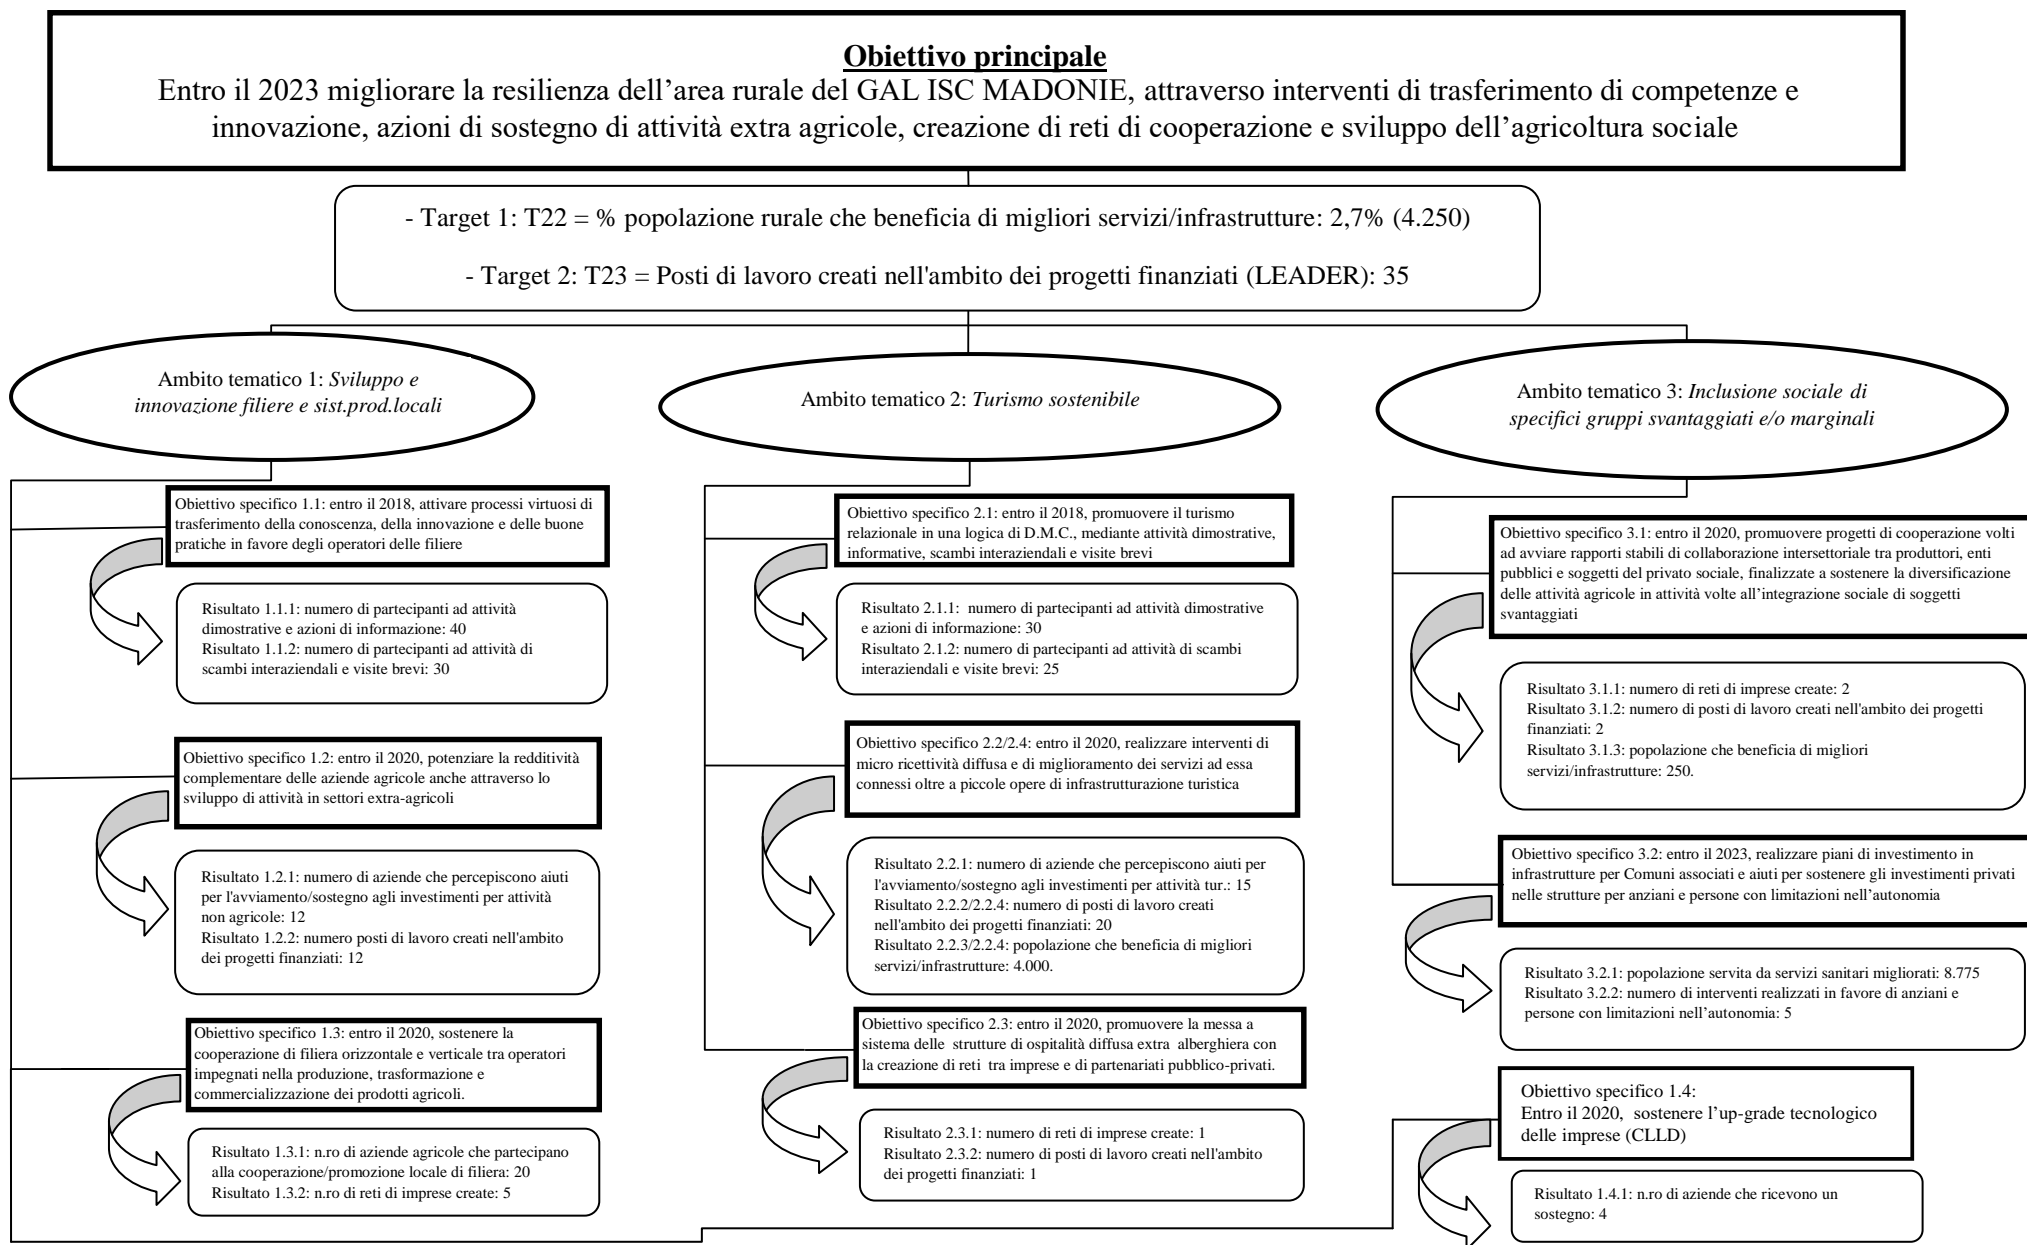 Obiettivo principale
Entro il 2023 migliorare la resilienza dell’area rurale del GAL ISC MADONIE, attraverso interventi di trasferimento di competenze e
innovazione, azioni di sostegno di attività extra agricole, creazione di reti di cooperazione e sviluppo dell’agricoltura sociale
- Target 1: T22 = % popolazione rurale che beneficia di migliori servizi/infrastrutture: 2,7% (4.250)
- Target 2: T23 = Posti di lavoro creati nell'ambito dei progetti finanziati (LEADER): 35
Ambito tematico 1: Sviluppo e
innovazione filiere e sist.prod.locali
Obiettivo specifico 1.1: entro il 2018, attivare processi virtuosi di
trasferimento della conoscenza, della innovazione e delle buone
pratiche in favore degli operatori delle filiere
Risultato 1.1.1: numero di partecipanti ad attività
dimostrative e azioni di informazione: 40
Risultato 1.1.2: numero di partecipanti ad attività di
scambi interaziendali e visite brevi: 30
Obiettivo specifico 1.2: entro il 2020, potenziare la redditività
complementare delle aziende agricole anche attraverso lo
sviluppo di attività in settori extra-agricoli
Risultato 1.2.1: numero di aziende che percepiscono aiuti
per l'avviamento/sostegno agli investimenti per attività
non agricole: 12
Risultato 1.2.2: numero posti di lavoro creati nell'ambito
dei progetti finanziati: 12
Obiettivo specifico 1.3: entro il 2020, sostenere la
cooperazione di filiera orizzontale e verticale tra operatori
impegnati nella produzione, trasformazione e
commercializzazione dei prodotti agricoli.
Risultato 1.3.1: n.ro di aziende agricole che partecipano
alla cooperazione/promozione locale di filiera: 20
Risultato 1.3.2: n.ro di reti di imprese create: 5
Ambito tematico 2: Turismo sostenibile
Obiettivo specifico 2.1: entro il 2018, promuovere il turismo
relazionale in una logica di D.M.C., mediante attività dimostrative,
informative, scambi interaziendali e visite brevi
Risultato 2.1.1: numero di partecipanti ad attività dimostrative
e azioni di informazione: 30
Risultato 2.1.2: numero di partecipanti ad attività di scambi
interaziendali e visite brevi: 25
Obiettivo specifico 2.2/2.4: entro il 2020, realizzare interventi di
micro ricettività diffusa e di miglioramento dei servizi ad essa
connessi oltre a piccole opere di infrastrutturazione turistica
Risultato 2.2.1: numero di aziende che percepiscono aiuti per
l'avviamento/sostegno agli investimenti per attività tur.: 15
Risultato 2.2.2/2.2.4: numero di posti di lavoro creati
nell'ambito dei progetti finanziati: 20
Risultato 2.2.3/2.2.4: popolazione che beneficia di migliori
servizi/infrastrutture: 4.000.
Obiettivo specifico 2.3: entro il 2020, promuovere la messa a
sistema delle strutture di ospitalità diffusa extra alberghiera con
la creazione di reti tra imprese e di partenariati pubblico-privati.
Risultato 2.3.1: numero di reti di imprese create: 1
Risultato 2.3.2: numero di posti di lavoro creati nell'ambito
dei progetti finanziati: 1
Ambito tematico 3: Inclusione sociale di
specifici gruppi svantaggiati e/o marginali
Obiettivo specifico 3.1: entro il 2020, promuovere progetti di cooperazione volti
ad avviare rapporti stabili di collaborazione intersettoriale tra produttori, enti
pubblici e soggetti del privato sociale, finalizzate a sostenere la diversificazione
delle attività agricole in attività volte all’integrazione sociale di soggetti
svantaggiati
Risultato 3.1.1: numero di reti di imprese create: 2
Risultato 3.1.2: numero di posti di lavoro creati nell'ambito dei progetti
finanziati: 2
Risultato 3.1.3: popolazione che beneficia di migliori
servizi/infrastrutture: 250.
Obiettivo specifico 3.2: entro il 2023, realizzare piani di investimento in
infrastrutture per Comuni associati e aiuti per sostenere gli investimenti privati
nelle strutture per anziani e persone con limitazioni nell’autonomia
Risultato 3.2.1: popolazione servita da servizi sanitari migliorati: 8.775
Risultato 3.2.2: numero di interventi realizzati in favore di anziani e
persone con limitazioni nell’autonomia: 5
Obiettivo specifico 1.4:
Entro il 2020, sostenere l’up-grade tecnologico
delle imprese (CLLD)
Risultato 1.4.1: n.ro di aziende che ricevono un
sostegno: 4